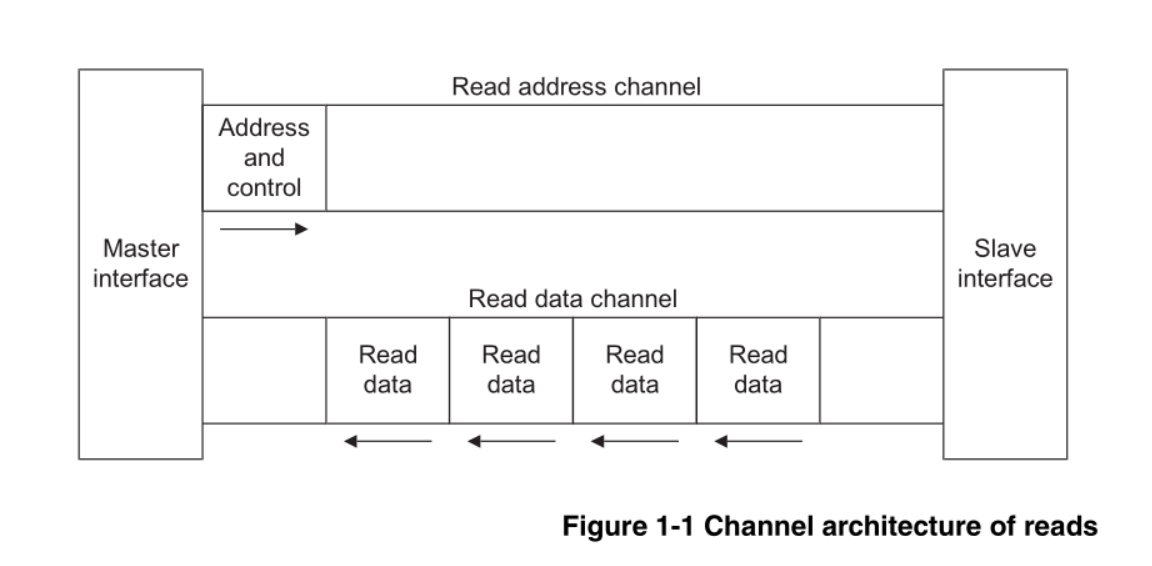 Read address channel
Address
and
control
Master
interface
Slave
interface
Read data channel
Read
data
Read
data
Read
data
Read
data
Figure 1-1 Channel architecture of reads